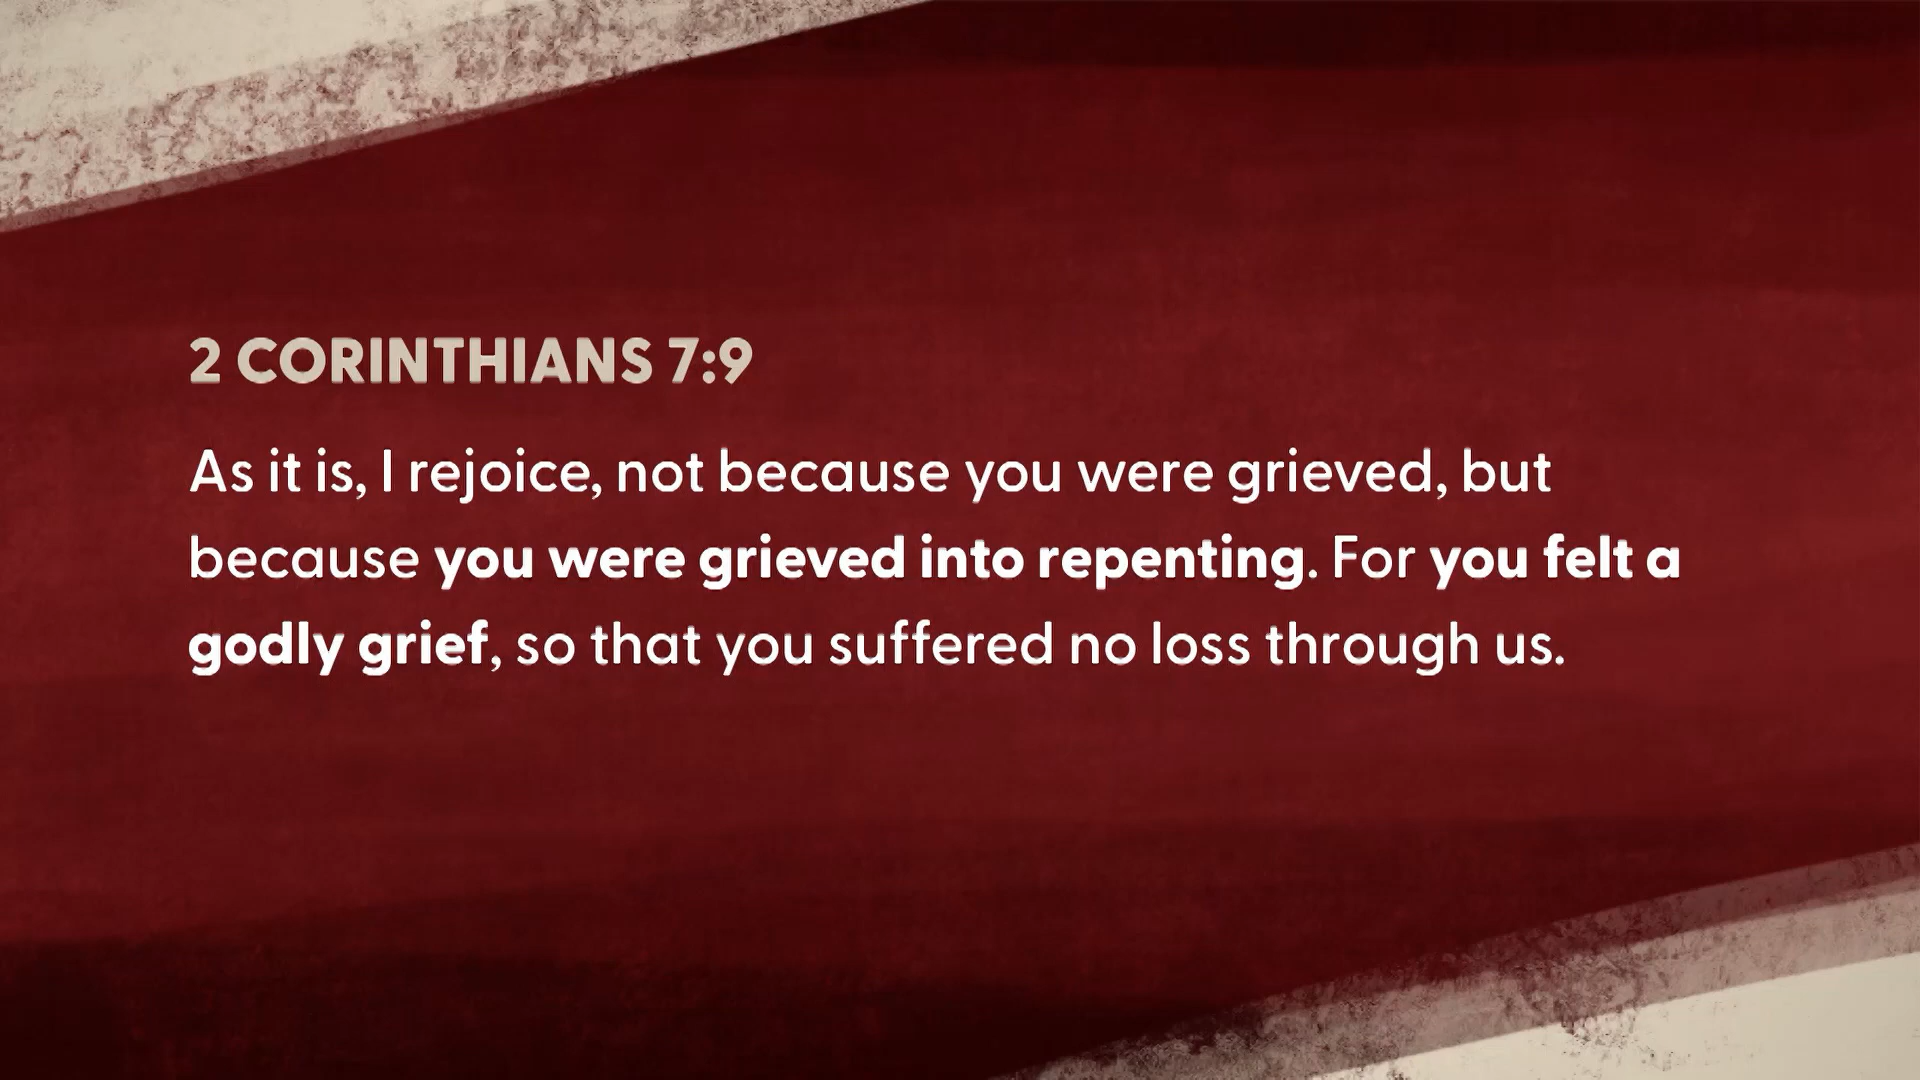 2 CORINTHIANS 7:9
As it is, I rejoice, not because you were grieved, but
because you were grieved into repenting. For you felt a
godly grief, so that you suffered no loss through us.